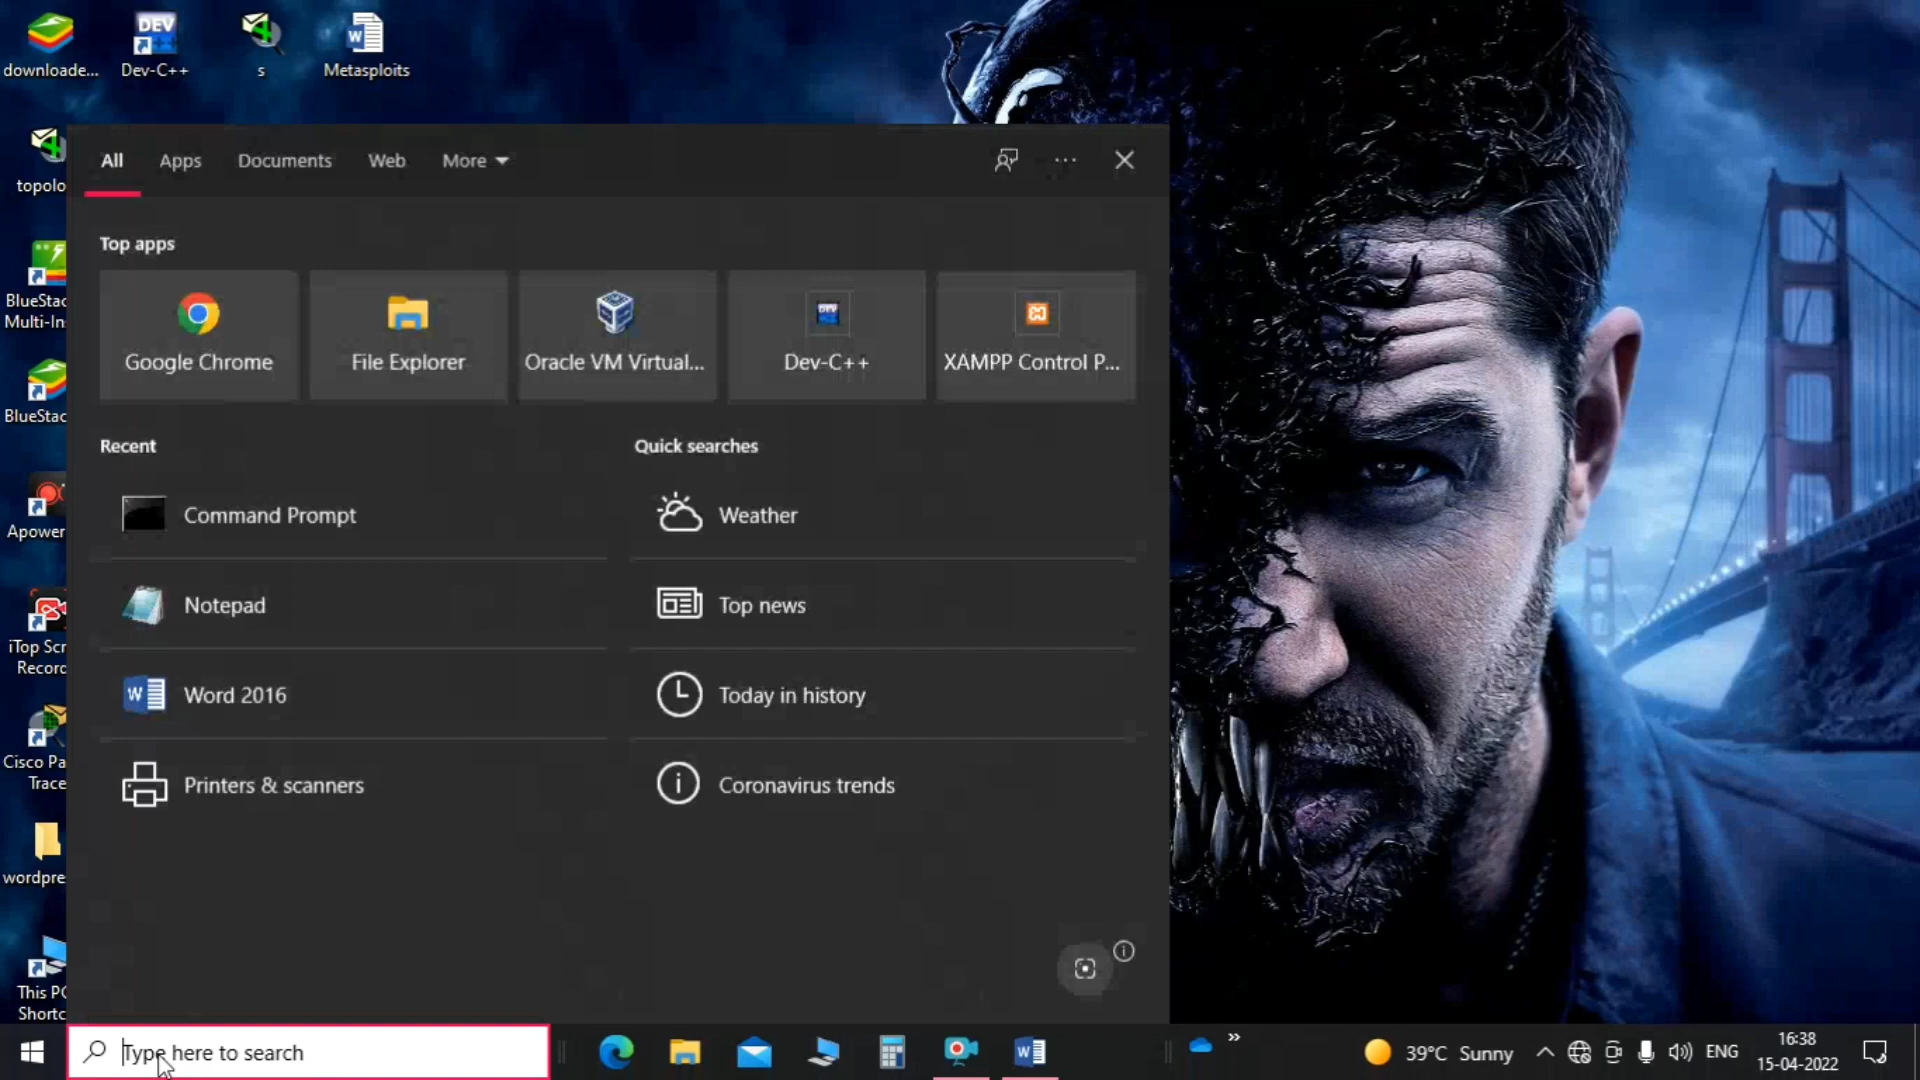 downloade...
Dev-C++
s
Metasploits
topolo
BlueStac
Multi-In
BlueStac
Apower
iTop Scr
Record
Cisco Pa
Trace
wordpre
This PC
Shortc
All
Apps
Documents
Web
More
Top apps
Google Chrome
File Explorer
Oracle VM Virtual...
Dev-C++
XAMPP Control P...
Recent
Command Prompt
Notepad
Word 2016
Printers & scanners
Quick searches
Weather
Top news
Today in history
Coronavirus trends
Type here to search
39°C Sunny
ENG
16:38
15-04-2022